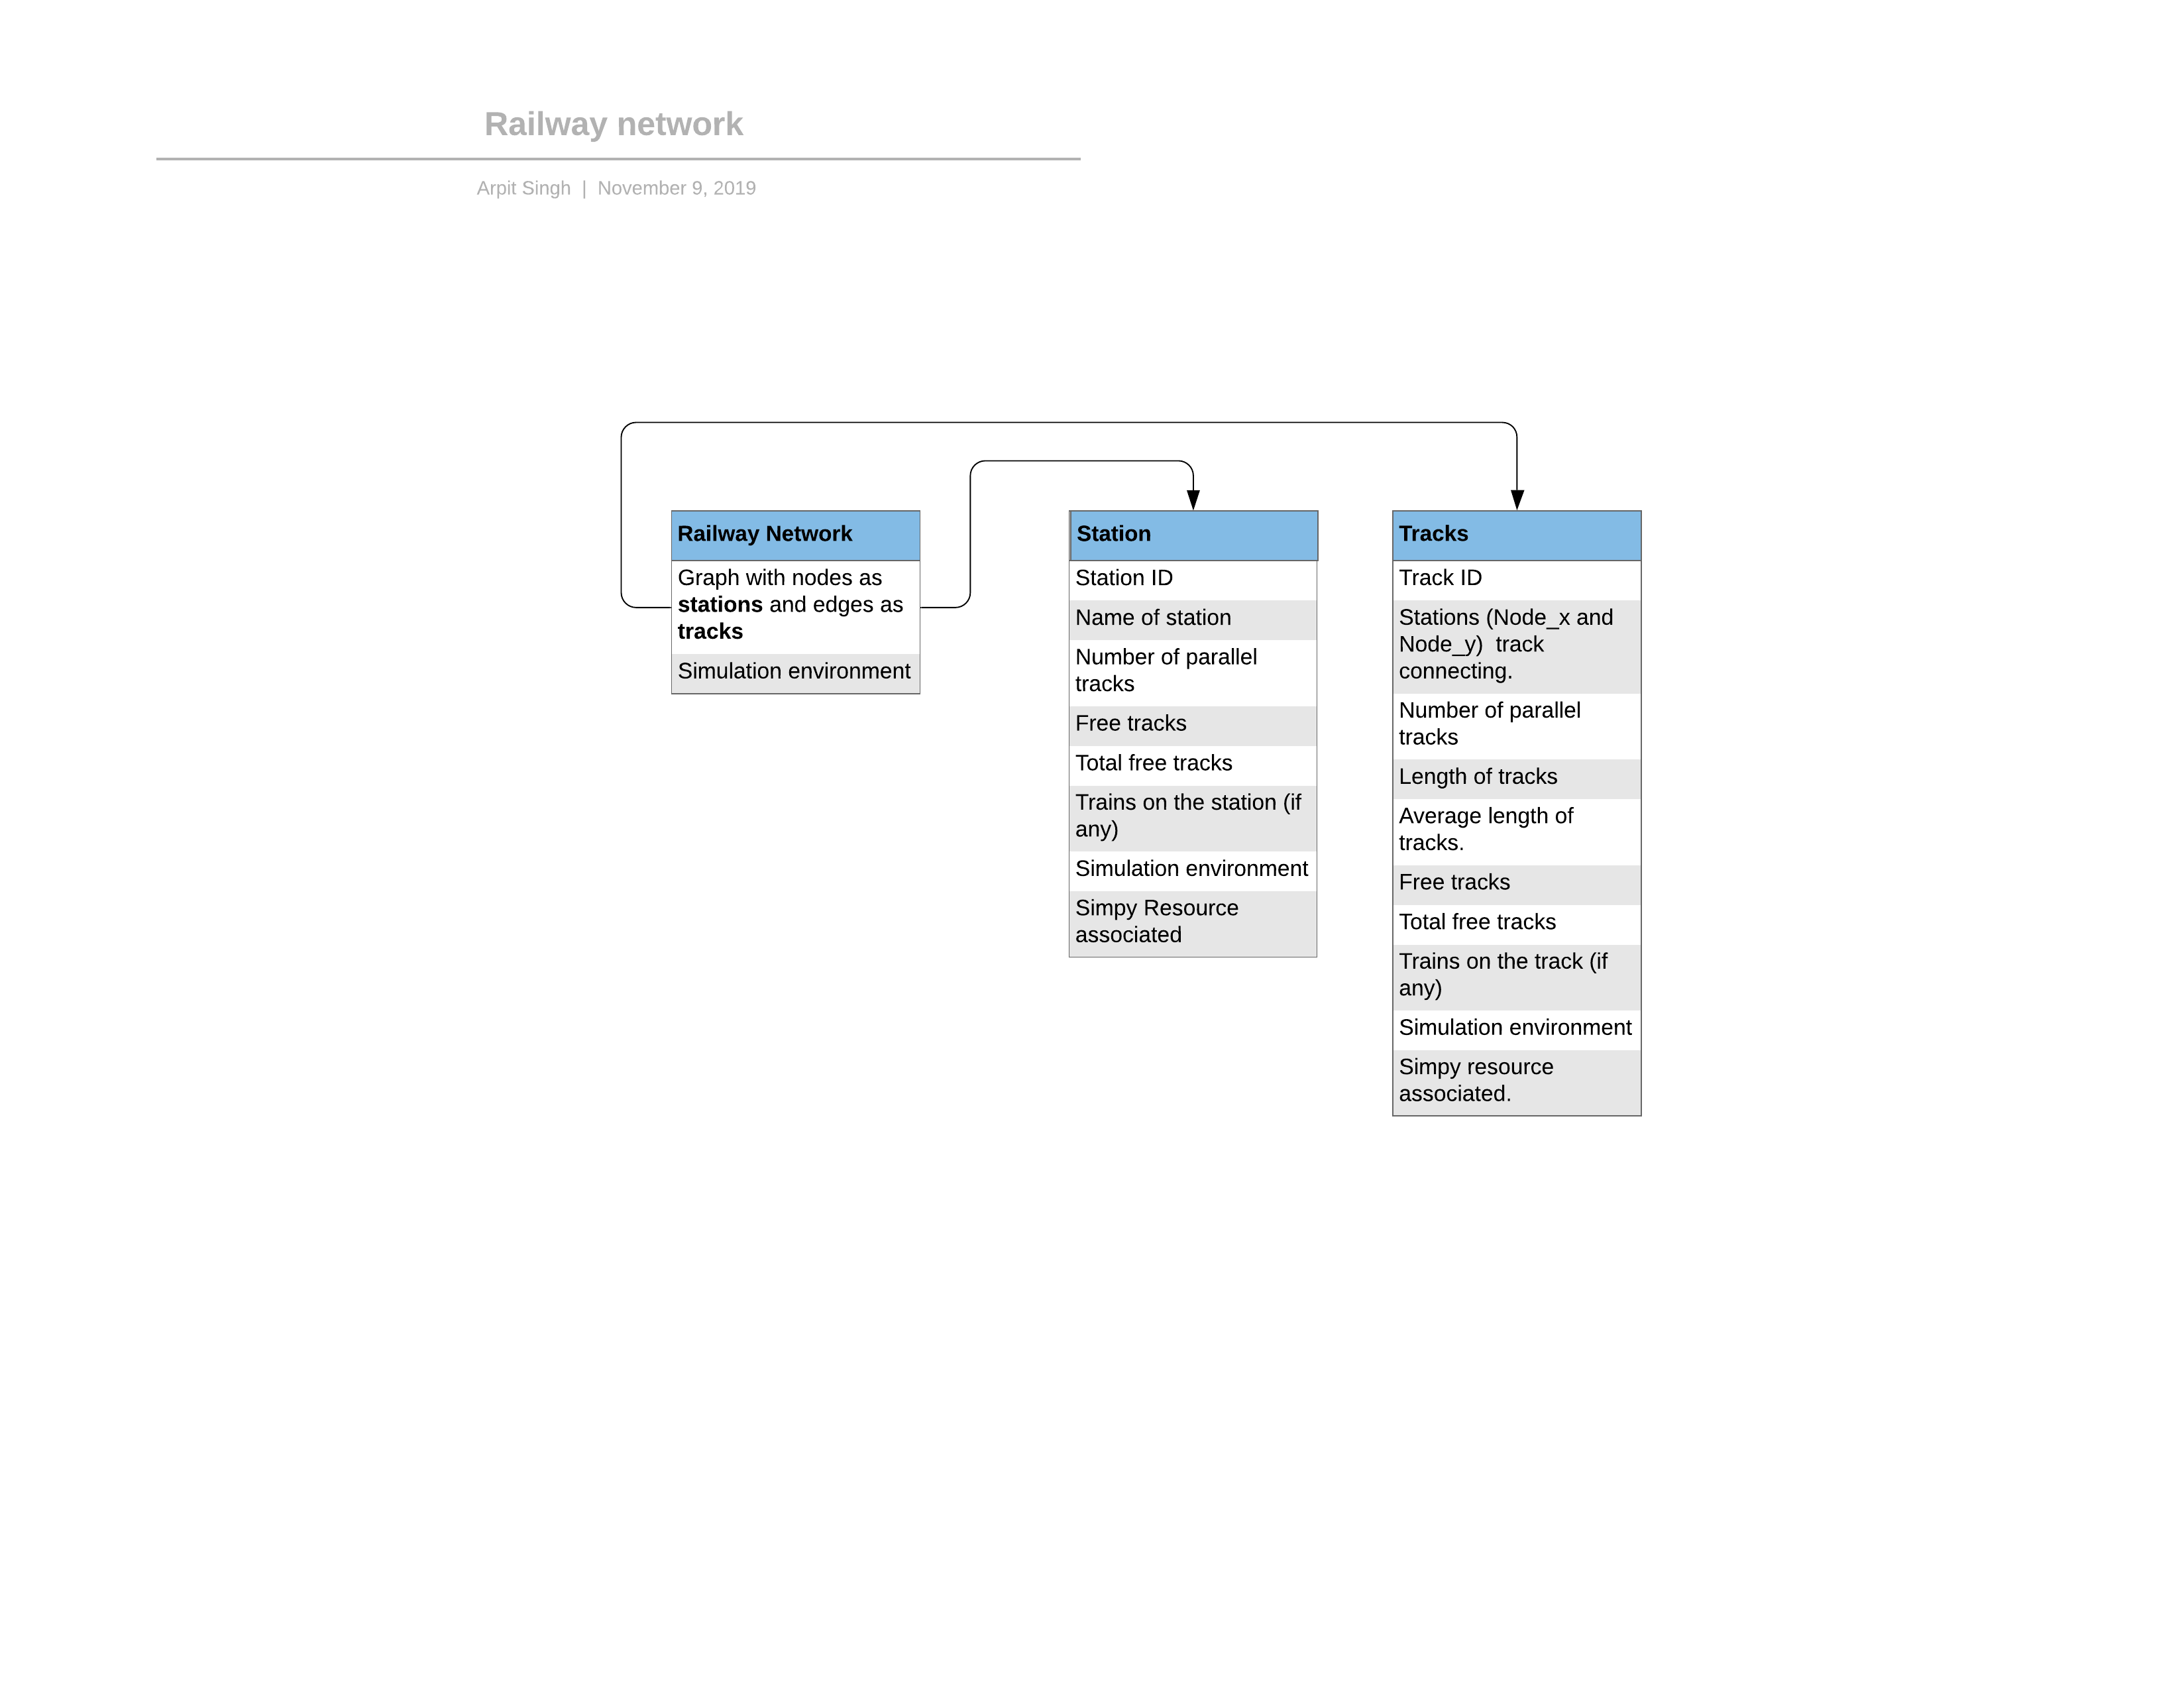 Railway network
Arpit Singh | November 9, 2019
Railway Network
Graph with nodes as
stations and edges as
tracks
Simulation environment
Station
Station ID
Name of station
Number of parallel
tracks
Free tracks
Total free tracks
Trains on the station (if
any)
Simulation environment
Simpy Resource
associated
Tracks
Track ID
Stations (Node_x and
Node_y)  track
connecting.
Number of parallel
tracks
Length of tracks
Average length of
tracks.
Free tracks
Total free tracks
Trains on the track (if
any)
Simulation environment
Simpy resource
associated.